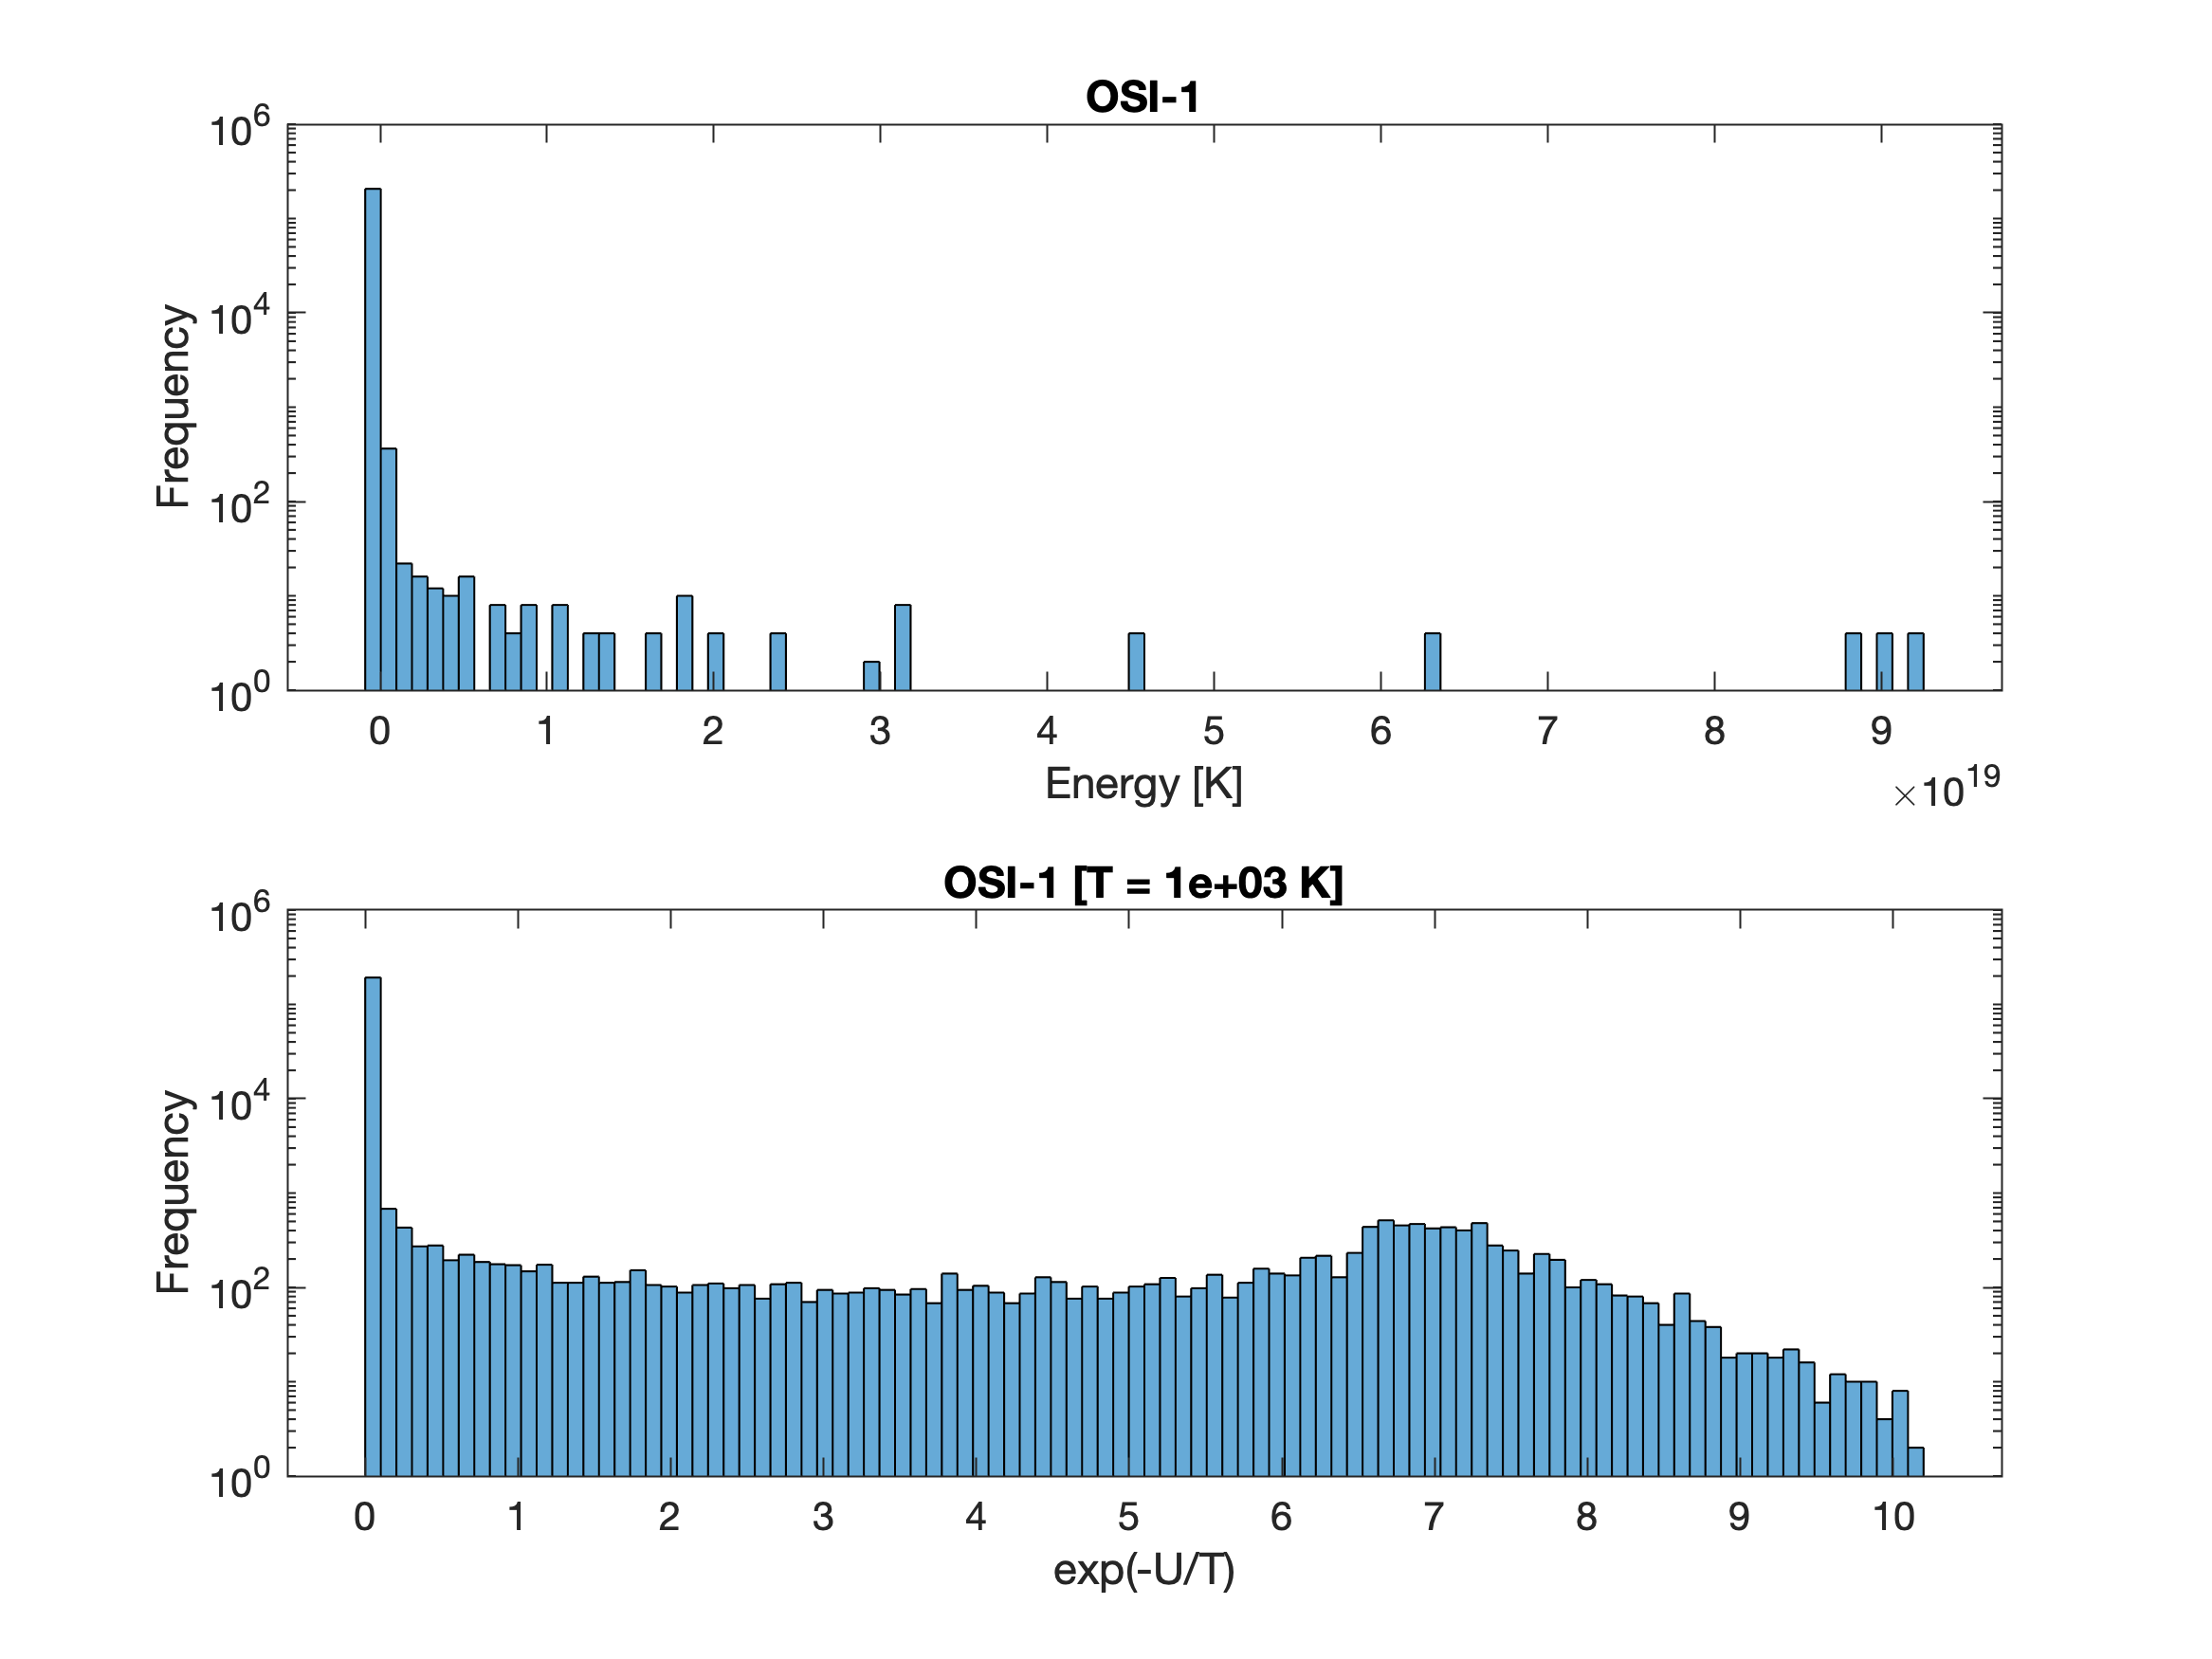 OSI-1
10^6
10^4
10^2
10^0
Frequency
0 1 2 3 4 5 6 7 8 9
Energy [K]
×10^19
OSI-1 [T = 1e+03 K]
10^6
10^4
10^2
10^0
Frequency
0 1 2 3 4 5 6 7 8 9 10
exp(-U/T)